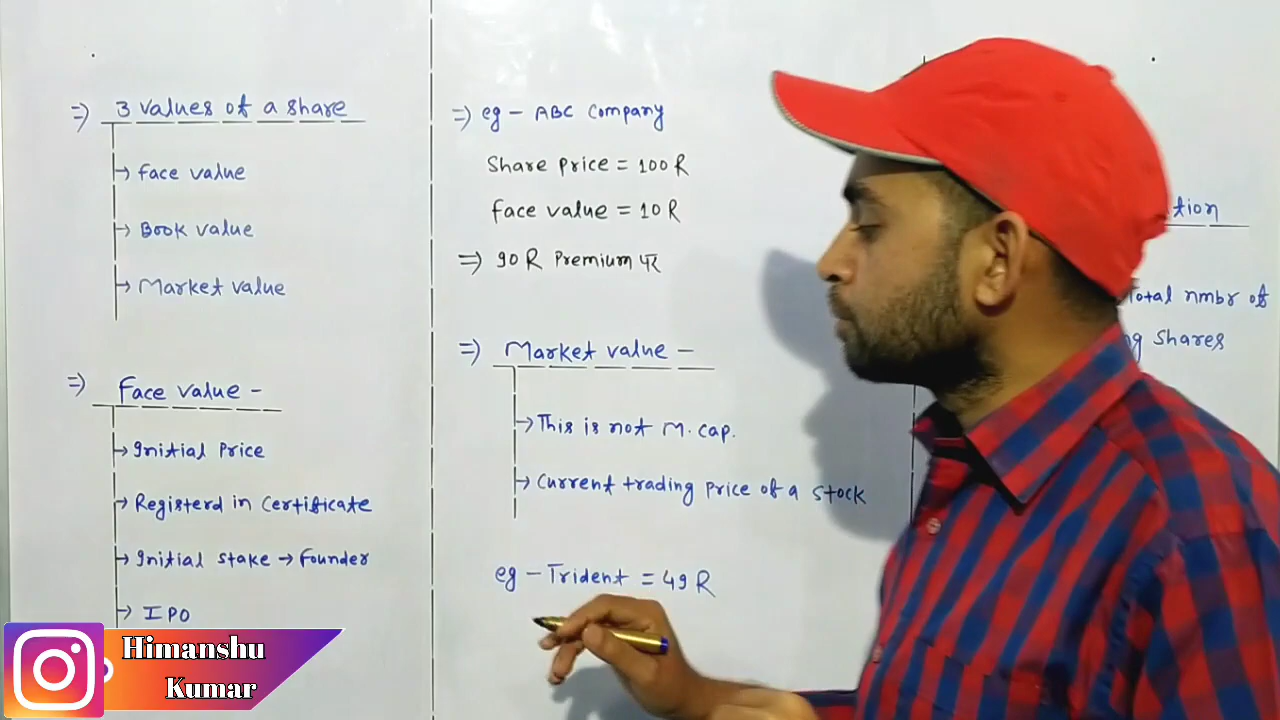 =) 3 values of a share
→ Face value
→ Book value
→ Market value
=) Face value -
→ Initial Price
→ Registerd in Certificate
→ Initial stake → Founder
→ IPO
=) eg - ABC Company
Share price = 100 R
Face value = 10 R
=) 90 R Premium पर
=) Market value -
→ This is not M. cap.
→ Current trading price of a stock
eg - Trident = 49 R
Total nmbr of
shares
Himanshu
Kumar